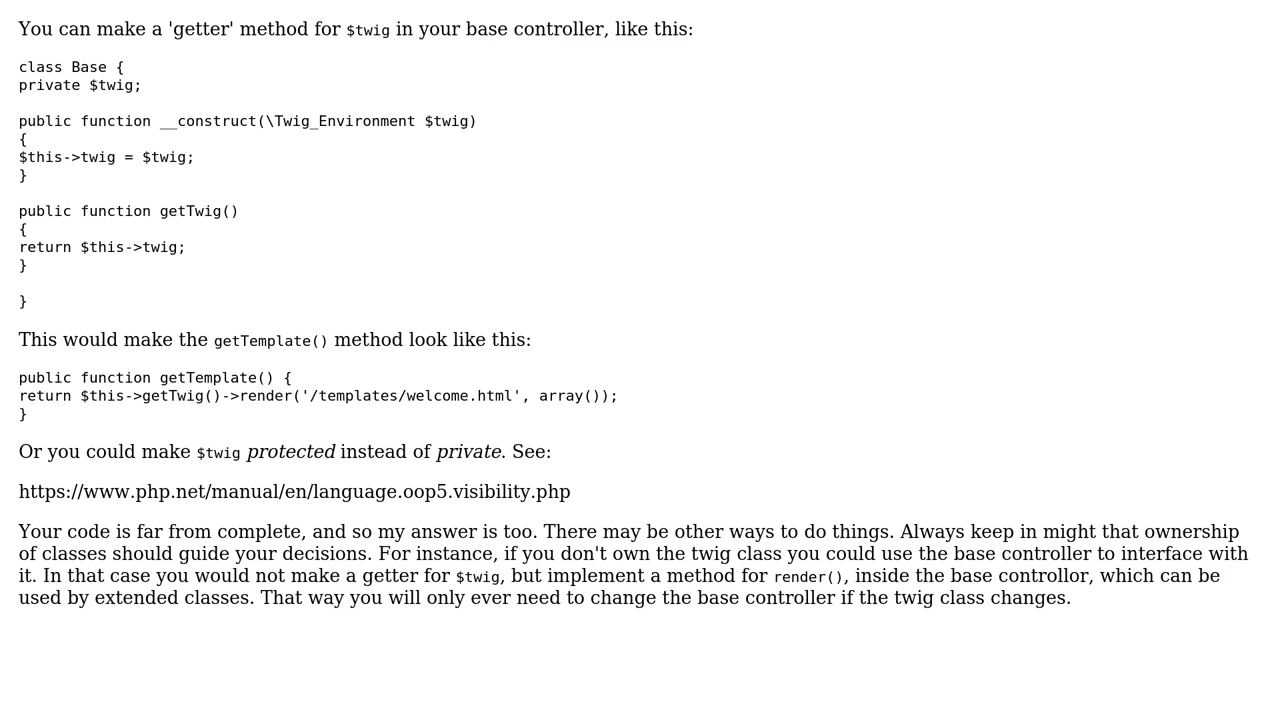 You can make a 'getter' method for $twig in your base controller, like this:
class Base {
private $twig;
public function __construct(\Twig_Environment $twig)
{
$this->twig = $twig;
}
public function getTwig()
{
return $this->twig;
}
}
This would make the getTemplate() method look like this:
public function getTemplate() {
return $this->getTwig()->render('/templates/welcome.html', array());
}
Or you could make $twig protected instead of private. See:
https://www.php.net/manual/en/language.oop5.visibility.php
Your code is far from complete, and so my answer is too. There may be other ways to do things. Always keep in might that ownership
of classes should guide your decisions. For instance, if you don't own the twig class you could use the base controller to interface with
it. In that case you would not make a getter for $twig, but implement a method for render(), inside the base controllor, which can be
used by extended classes. That way you will only ever need to change the base controller if the twig class changes.